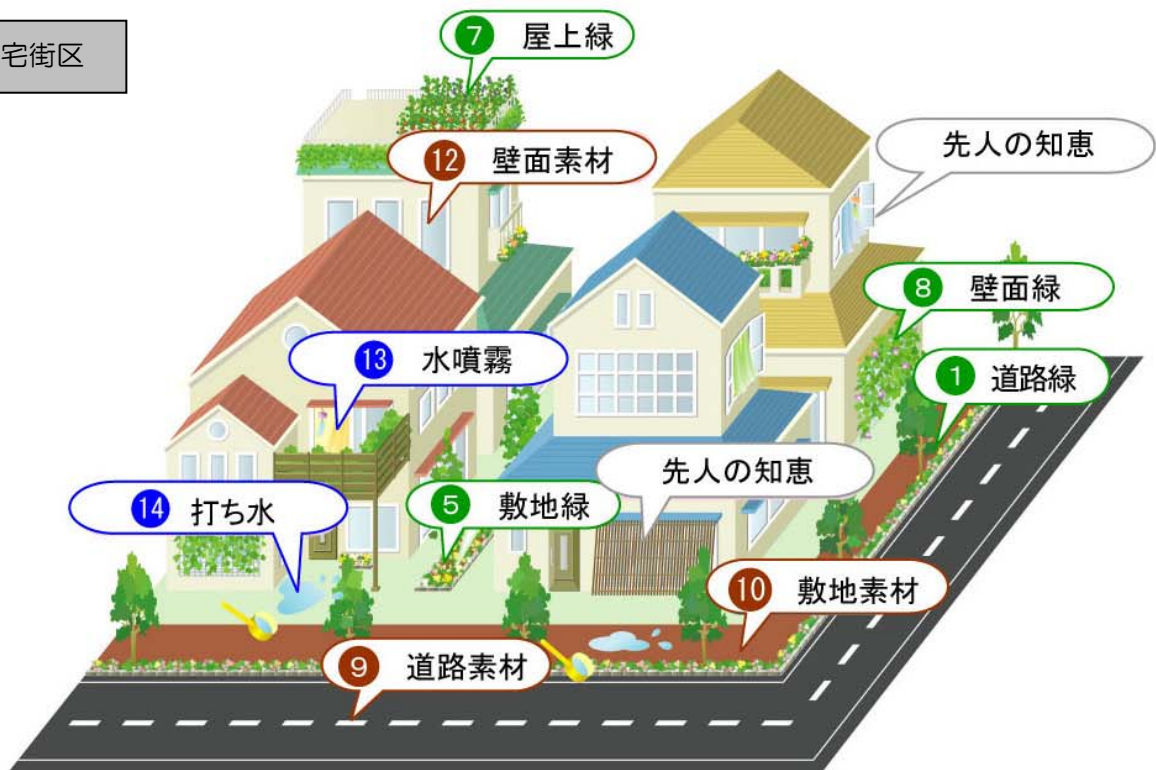 宅街区
7 屋上緑
12 壁面素材
先人の知恵
8 壁面緑
13 水噴霧
1 道路緑
先人の知恵
14 打ち水
5 敷地緑
10 敷地素材
9 道路素材